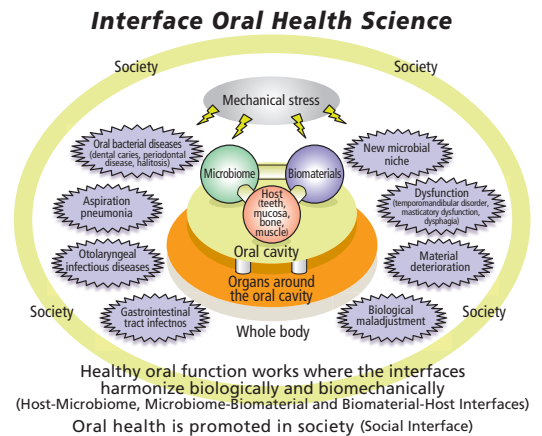 Interface Oral Health Science
Society
Society
Mechanical stress
Oral bacterial diseases
(dental caries, periodontal
disease, halitosis)
New microbial
niche
Microbiome
Biomaterials
Host
(teeth,
mucosa,
bone,
muscle)
Aspiration
pneumonia
Dysfunction
(temporomandibular disorder,
masticatory dysfunction,
dysphagia)
Oral cavity
Otolaryngeal
infectious diseases
Material
deterioration
Organs around
the oral cavity
Society
Society
Gastrointestinal
tract infectnos
Biological
maladjustment
Whole body
Healthy oral function works where the interfaces
harmonize biologically and biomechanically
(Host-Microbiome, Microbiome-Biomaterial and Biomaterial-Host Interfaces)
Oral health is promoted in society (Social Interface)